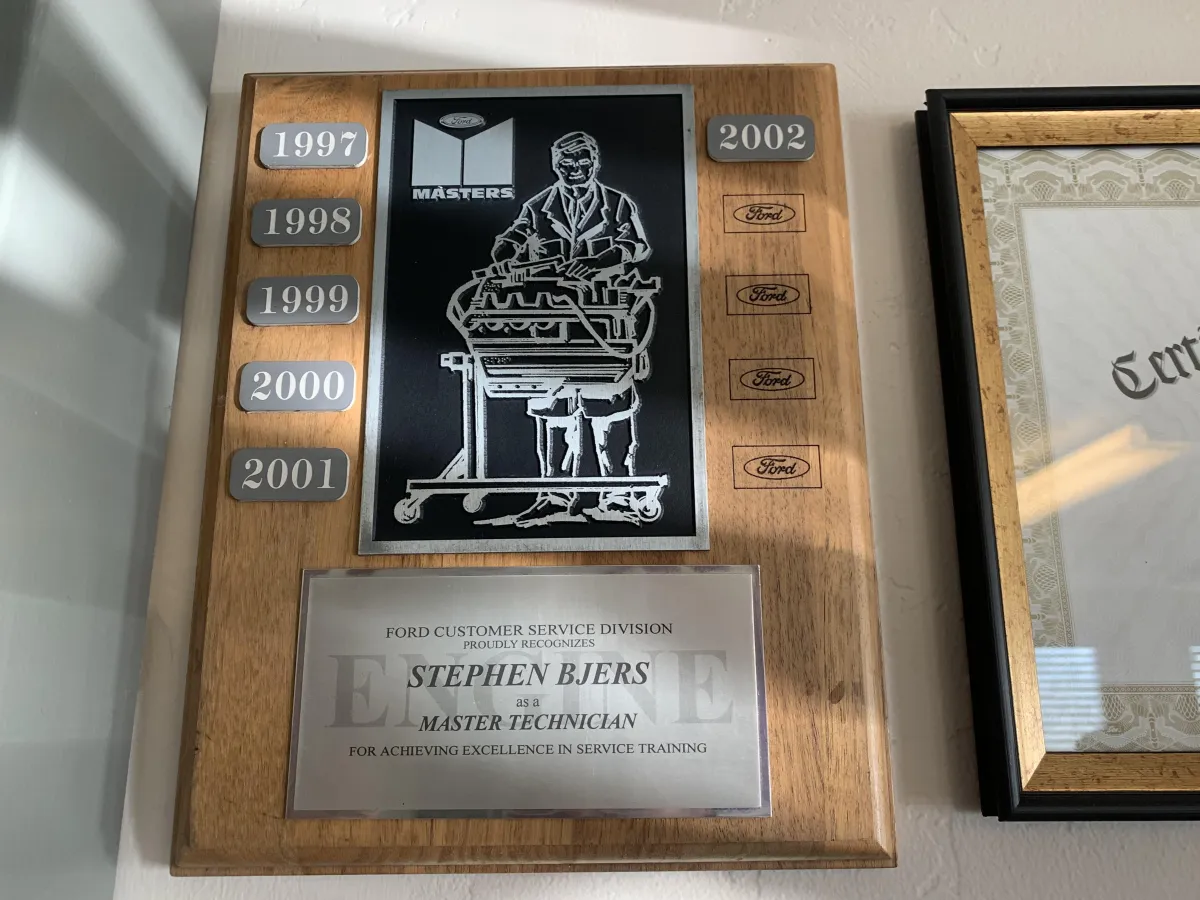 1997
1998
1999
2000
2001
Ford
MASTERS
2002
Ford
Ford
Ford
Ford
FORD CUSTOMER SERVICE DIVISION
PROUDLY RECOGNIZES
ENGINE
STEPHEN BJERS
as a
MASTER TECHNICIAN
FOR ACHIEVING EXCELLENCE IN SERVICE TRAINING